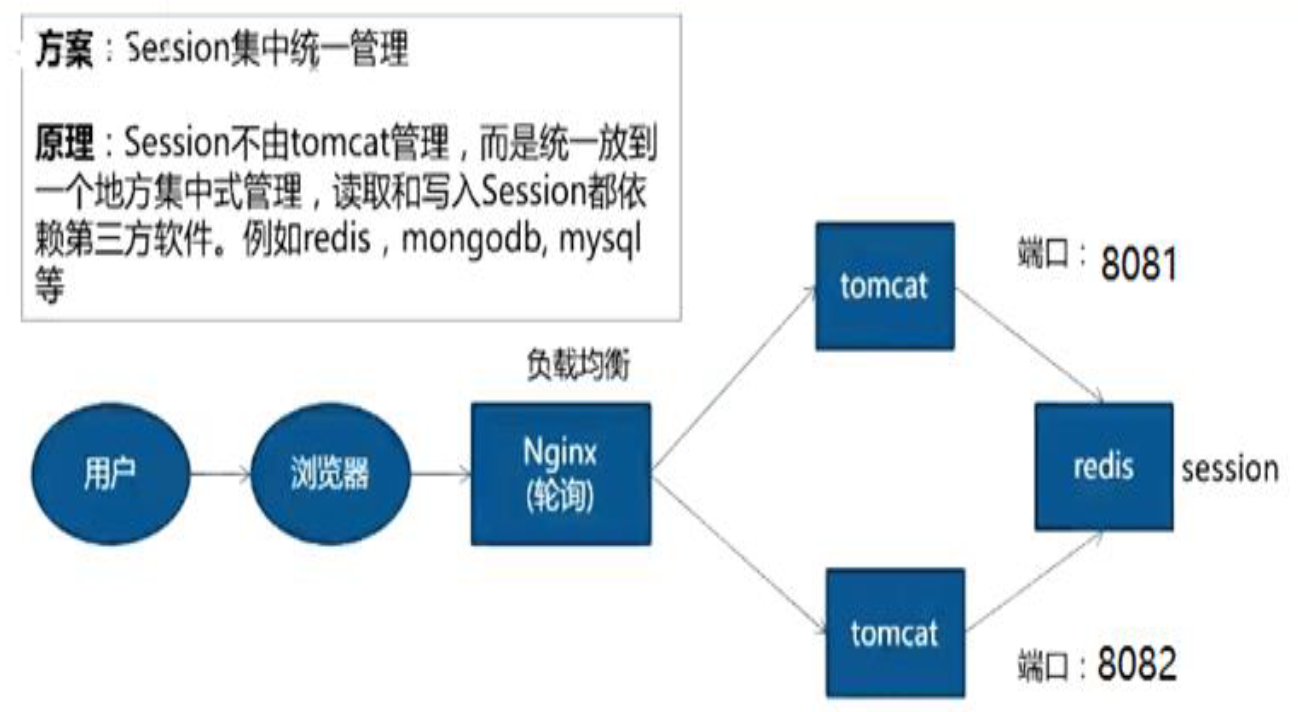 方案：Session集中统一管理
原理：Session不由tomcat管理，而是统一放到
一个地方集中式管理，读取和写入Session都依
赖第三方软件。例如redis，mongodb, mysql
等
负载均衡
用户
浏览器
Nginx
(轮询)
tomcat
端口：8081
redis
session
tomcat
端口：8082